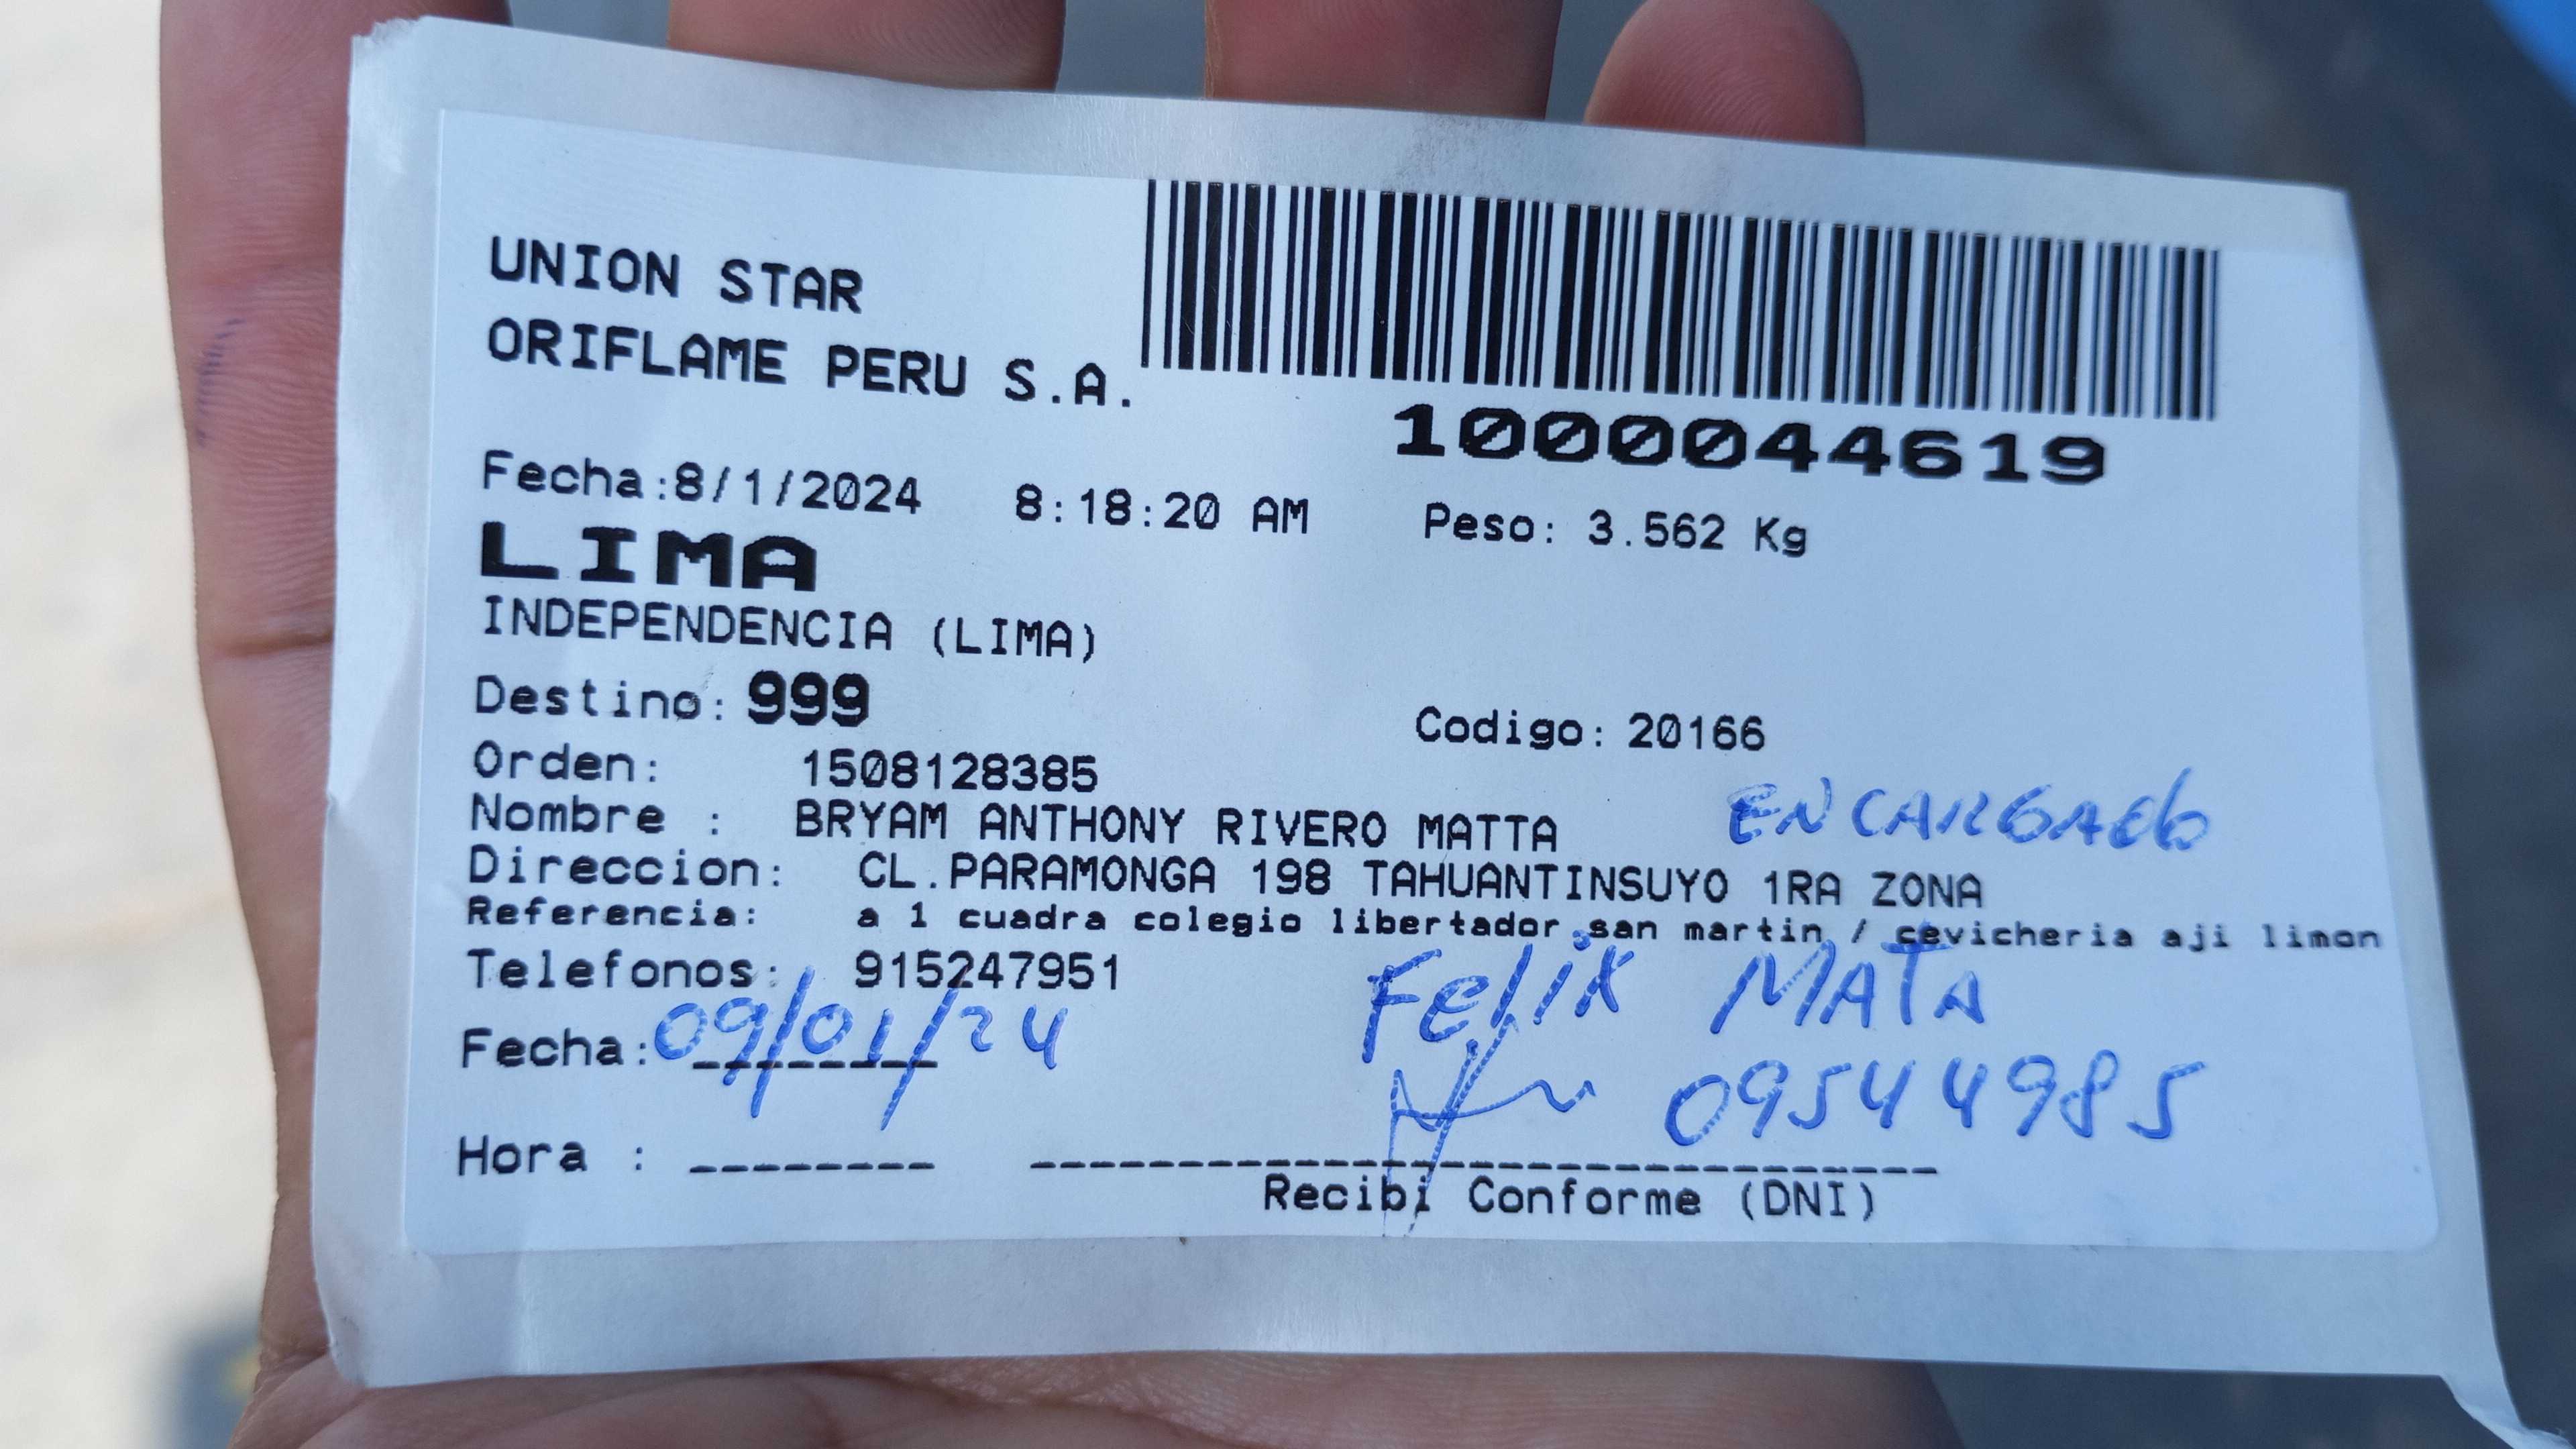 UNION STAR
ORIFLAME PERU S.A.
1000044619
Fecha:8/1/2024 8:18:20 AM Peso: 3.562 Kg
LIMA
INDEPENDENCIA (LIMA)
Destino: 999 Codigo: 20166
Orden: 1508128385
Nombre : BRYAM ANTHONY RIVERO MATTA ENCARGADO
Direccion: CL.PARAMONGA 198 TAHUANTINSUYO 1RA ZONA
Referencia: a 1 cuadra colegio libertador san martin / cevicheria aji limon
Telefonos: 915247951
Felix MATA
Fecha: 09/01/24
09544985
Hora :
Recibi Conforme (DNI)